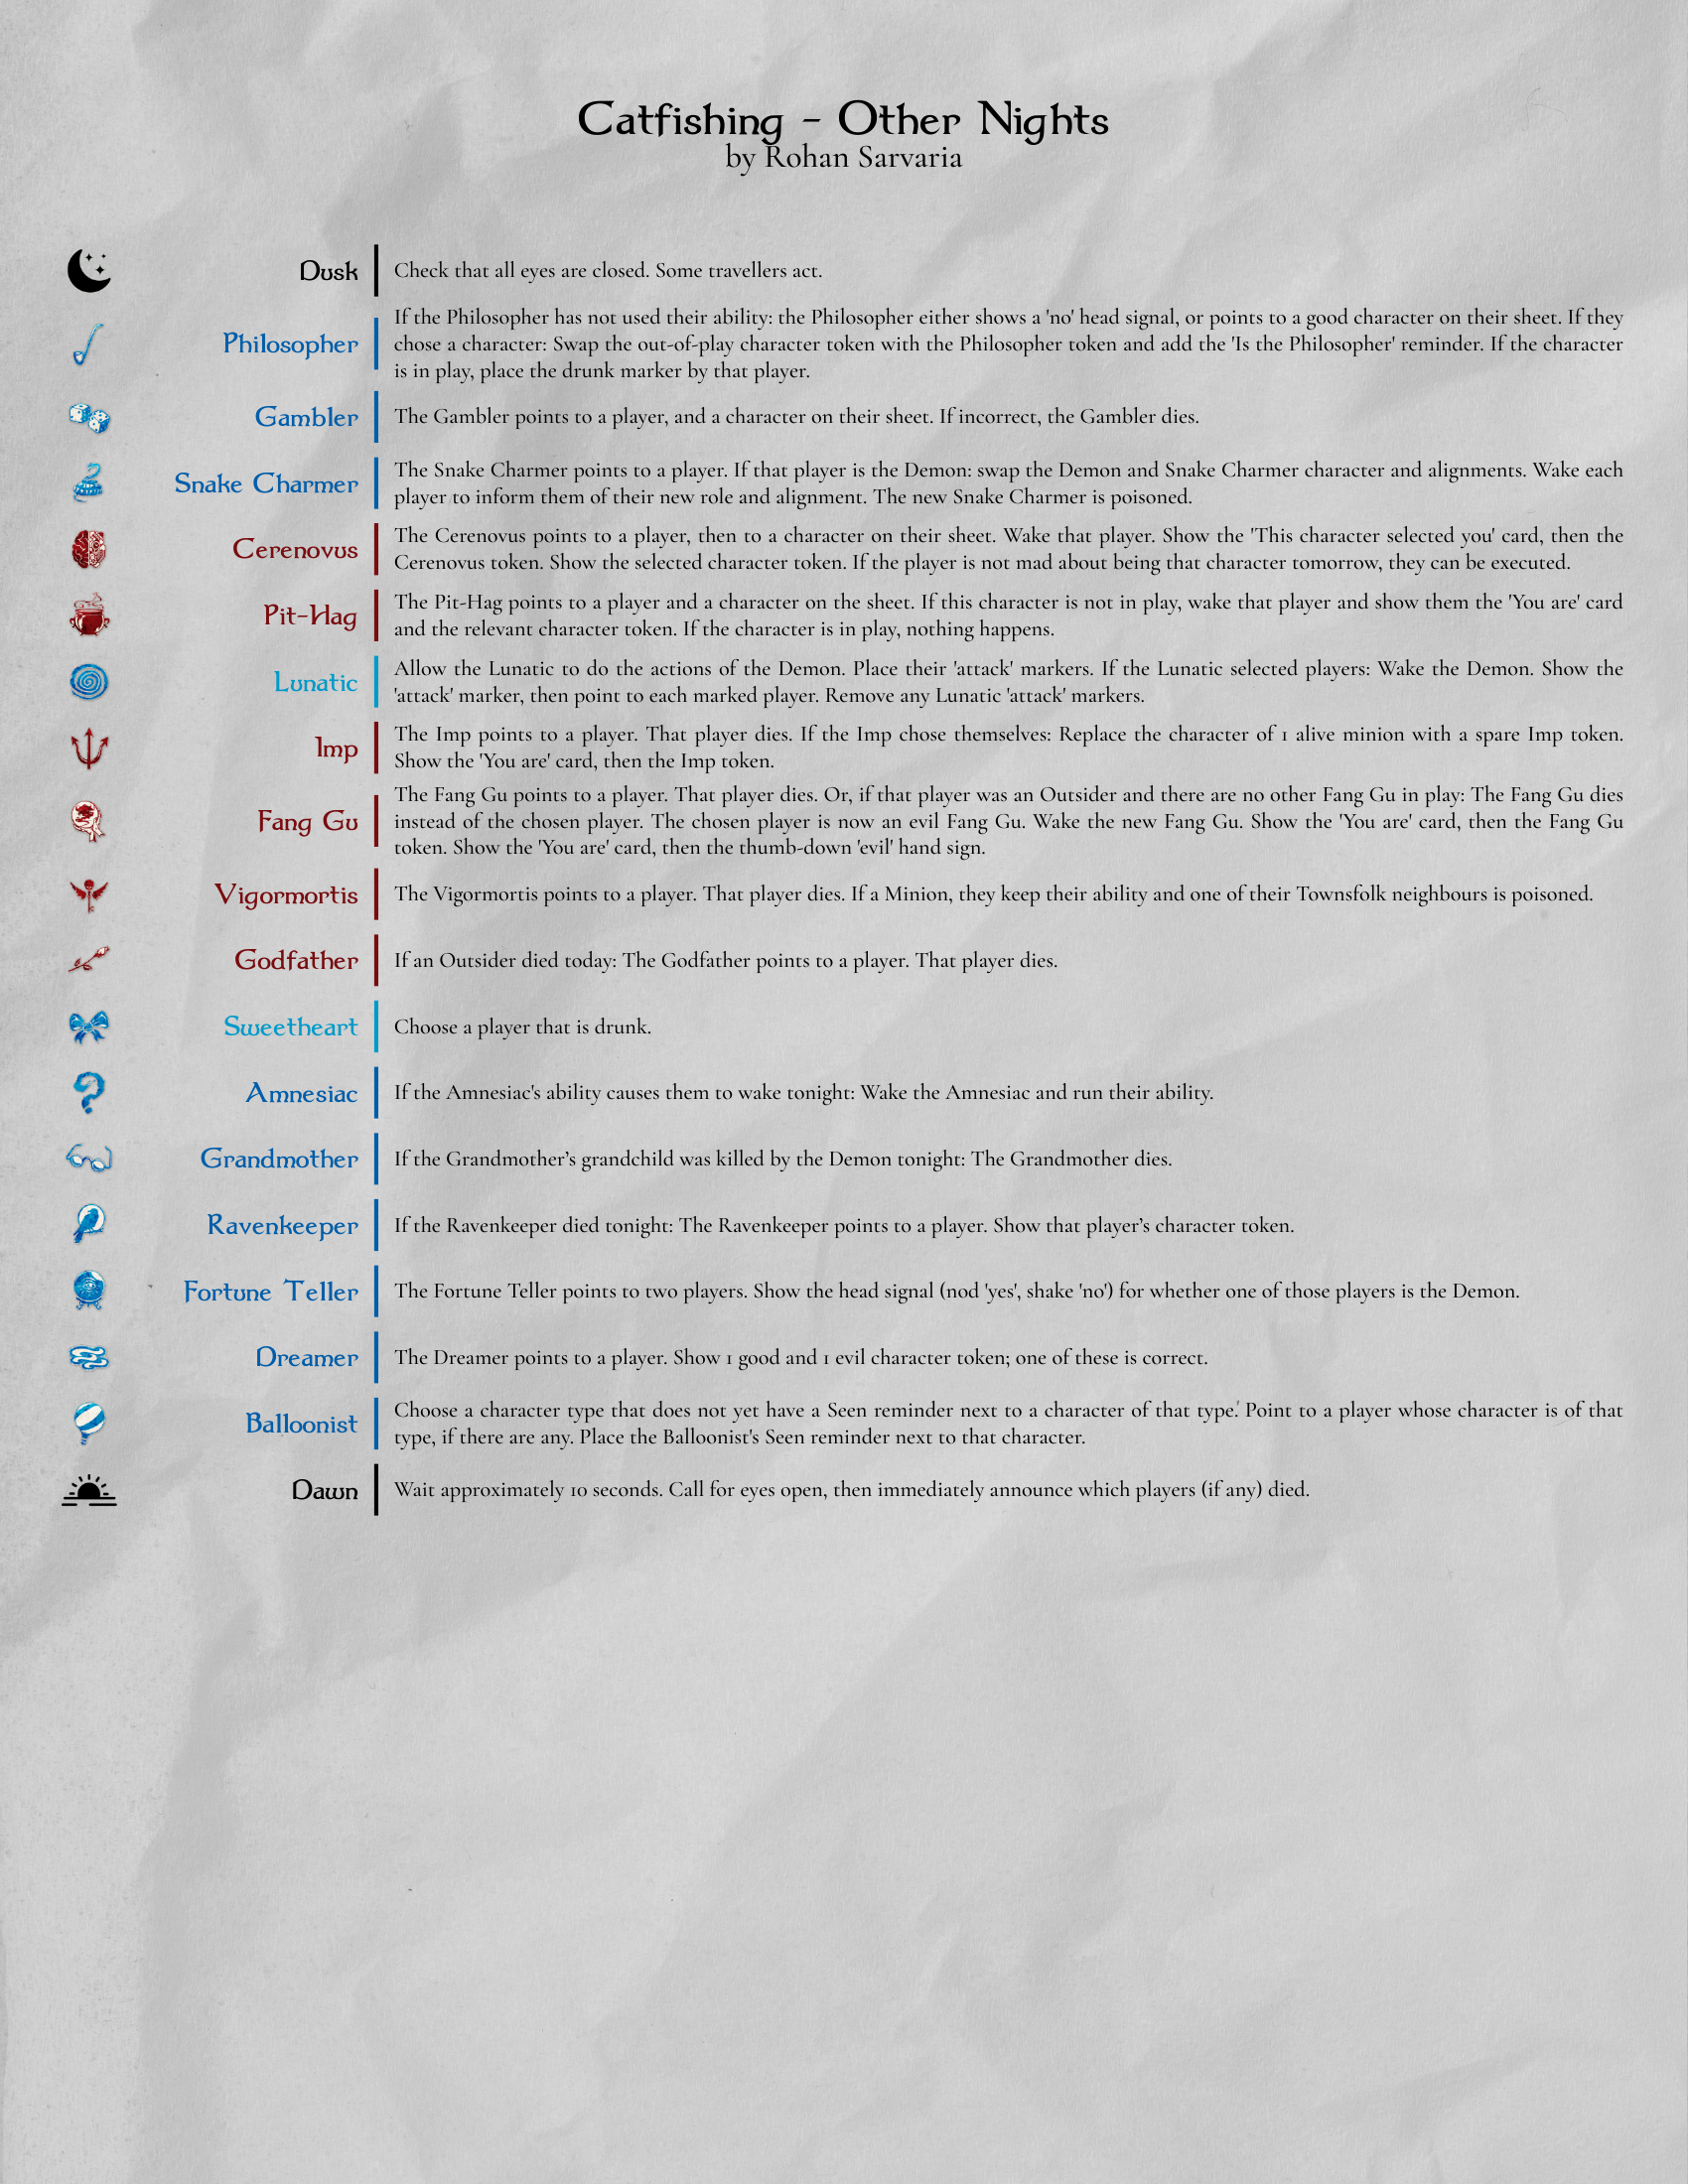 Catfishing - Other Nights
by Rohan Sarvaria
Dusk
Check that all eyes are closed. Some travellers act.
Philosopher
If the Philosopher has not used their ability: the Philosopher either shows a 'no' head signal, or points to a good character on their sheet. If they
chose a character: Swap the out-of-play character token with the Philosopher token and add the 'Is the Philosopher' reminder. If the character
is in play, place the drunk marker by that player.
Gambler
The Gambler points to a player, and a character on their sheet. If incorrect, the Gambler dies.
Snake Charmer
The Snake Charmer points to a player. If that player is the Demon: swap the Demon and Snake Charmer character and alignments. Wake each
player to inform them of their new role and alignment. The new Snake Charmer is poisoned.
Cerenovus
The Cerenovus points to a player, then to a character on their sheet. Wake that player. Show the 'This character selected you' card, then the
Cerenovus token. Show the selected character token. If the player is not mad about being that character tomorrow, they can be executed.
Pit-Hag
The Pit-Hag points to a player and a character on the sheet. If this character is not in play, wake that player and show them the 'You are' card
and the relevant character token. If the character is in play, nothing happens.
Lunatic
Allow the Lunatic to do the actions of the Demon. Place their 'attack' markers. If the Lunatic selected players: Wake the Demon. Show the
'attack' marker, then point to each marked player. Remove any Lunatic 'attack' markers.
Imp
The Imp points to a player. That player dies. If the Imp chose themselves: Replace the character of 1 alive minion with a spare Imp token.
Show the 'You are' card, then the Imp token.
Fang Gu
The Fang Gu points to a player. That player dies. Or, if that player was an Outsider and there are no other Fang Gu in play: The Fang Gu dies
instead of the chosen player. The chosen player is now an evil Fang Gu. Wake the new Fang Gu. Show the 'You are' card, then the Fang Gu
token. Show the 'You are' card, then the thumb-down 'evil' hand sign.
Vigormortis
The Vigormortis points to a player. That player dies. If a Minion, they keep their ability and one of their Townsfolk neighbours is poisoned.
Godfather
If an Outsider died today: The Godfather points to a player. That player dies.
Sweetheart
Choose a player that is drunk.
Amnesiac
If the Amnesiac's ability causes them to wake tonight: Wake the Amnesiac and run their ability.
Grandmother
If the Grandmother’s grandchild was killed by the Demon tonight: The Grandmother dies.
Ravenkeeper
If the Ravenkeeper died tonight: The Ravenkeeper points to a player. Show that player’s character token.
Fortune Teller
The Fortune Teller points to two players. Show the head signal (nod 'yes', shake 'no') for whether one of those players is the Demon.
Dreamer
The Dreamer points to a player. Show 1 good and 1 evil character token; one of these is correct.
Balloonist
Choose a character type that does not yet have a Seen reminder next to a character of that type. Point to a player whose character is of that
type, if there are any. Place the Balloonist's Seen reminder next to that character.
Dawn
Wait approximately 10 seconds. Call for eyes open, then immediately announce which players (if any) died.